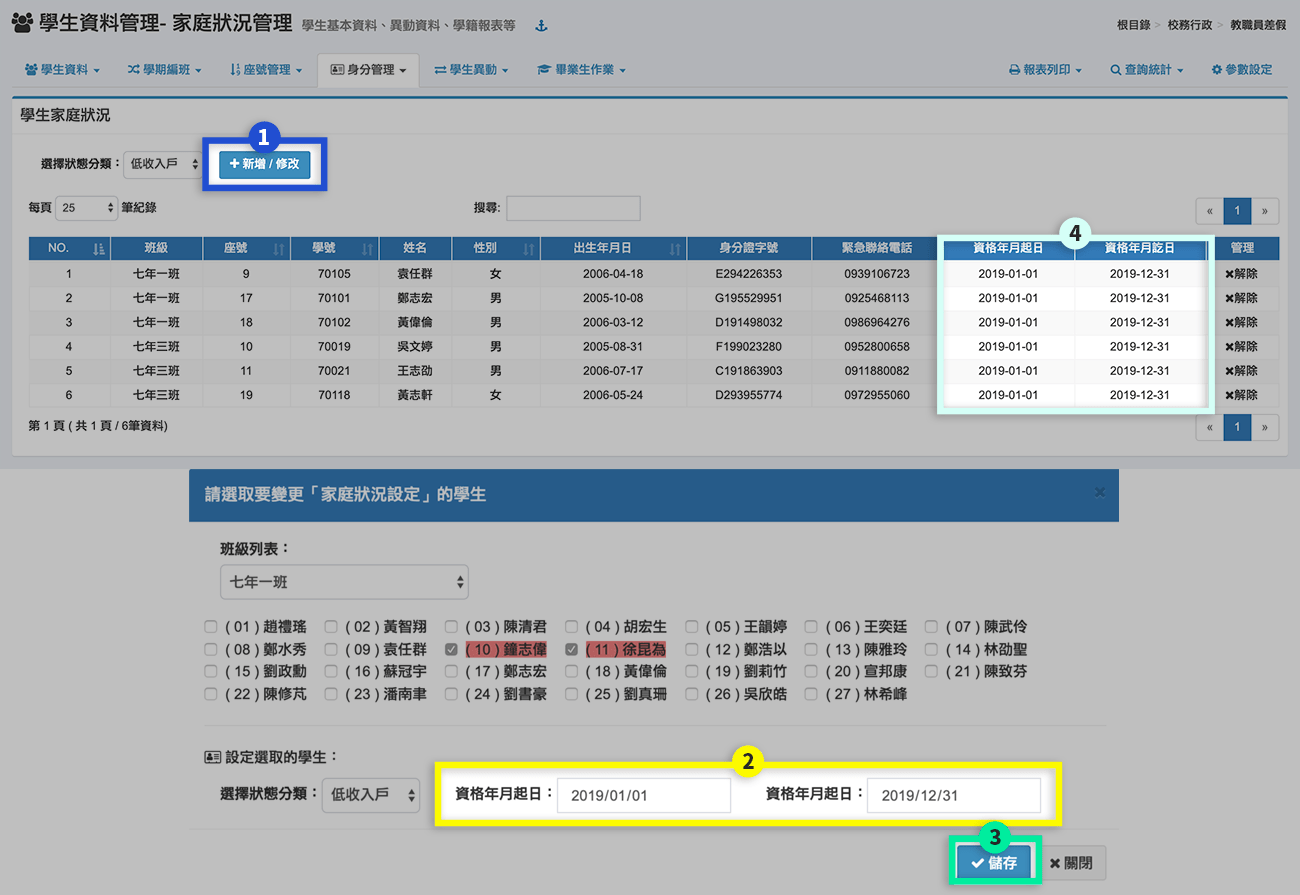 學生資料管理- 家庭狀況管理 學生基本資料、異動資料、學籍報表等 根目錄 > 校務行政 > 教職員差假
學生資料 學期編班 座號管理 身分管理 學生異動 畢業生作業 報表列印 查詢統計 參數設定
學生家庭狀況
1
選擇狀態分類： 低收入戶 + 新增 / 修改
每頁 25 筆紀錄 搜尋: « 1 »
4
NO. 班級 座號 學號 姓名 性別 出生年月日 身分證字號 緊急聯絡電話 資格年月起日 資格年月訖日 管理
1 七年一班 9 70105 袁任群 女 2006-04-18 E294226353 0939106723 2019-01-01 2019-12-31 ✖解除
2 七年一班 17 70101 鄭志宏 男 2005-10-08 G195529951 0925468113 2019-01-01 2019-12-31 ✖解除
3 七年一班 18 70102 黃偉倫 男 2006-03-12 D191498032 0986964276 2019-01-01 2019-12-31 ✖解除
4 七年三班 10 70019 吳文婷 男 2005-08-31 F199023280 0952800658 2019-01-01 2019-12-31 ✖解除
5 七年三班 11 70021 王志劭 男 2006-07-17 C191863903 0911880082 2019-01-01 2019-12-31 ✖解除
6 七年三班 19 70118 黃志軒 女 2006-05-24 D293955774 0972955060 2019-01-01 2019-12-31 ✖解除
第 1 頁 ( 共 1 頁 / 6筆資料) « 1 »
請選取要變更「家庭狀況設定」的學生 ×
班級列表：
七年一班
( 01 ) 趙禮瑤 ( 02 ) 黃智翔 ( 03 ) 陳清君 ( 04 ) 胡宏生 ( 05 ) 王韻婷 ( 06 ) 王奕廷 ( 07 ) 陳武伶
( 08 ) 鄭水秀 ( 09 ) 袁任群 ( 10 ) 鐘志偉 ( 11 ) 徐昆為 ( 12 ) 鄭浩以 ( 13 ) 陳雅玲 ( 14 ) 林劭聖
( 15 ) 劉政勳 ( 16 ) 蘇冠宇 ( 17 ) 鄭志宏 ( 18 ) 黃偉倫 ( 19 ) 劉莉竹 ( 20 ) 宣邦康 ( 21 ) 陳致芬
( 22 ) 陳修芃 ( 23 ) 潘南聿 ( 24 ) 劉書豪 ( 25 ) 劉真珊 ( 26 ) 吳欣皓 ( 27 ) 林希峰
設定選取的學生：
2
選擇狀態分類： 低收入戶 資格年月起日： 2019/01/01 資格年月起日： 2019/12/31
3
✔ 儲存 ✖ 關閉